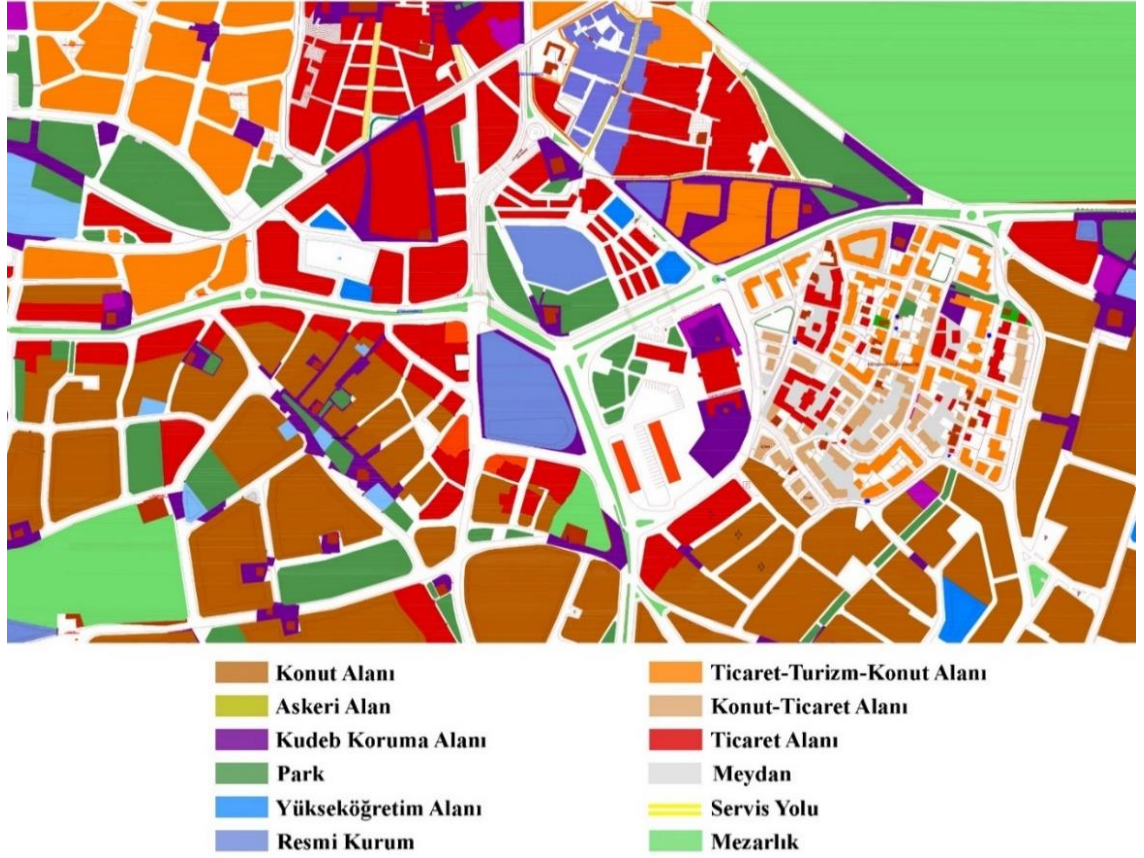 Konut Alanı
Askeri Alan
Kudeb Koruma Alanı
Park
Yükseköğretim Alanı
Resmi Kurum
Ticaret-Turizm-Konut Alanı
Konut-Ticaret Alanı
Ticaret Alanı
Meydan
Servis Yolu
Mezarlık